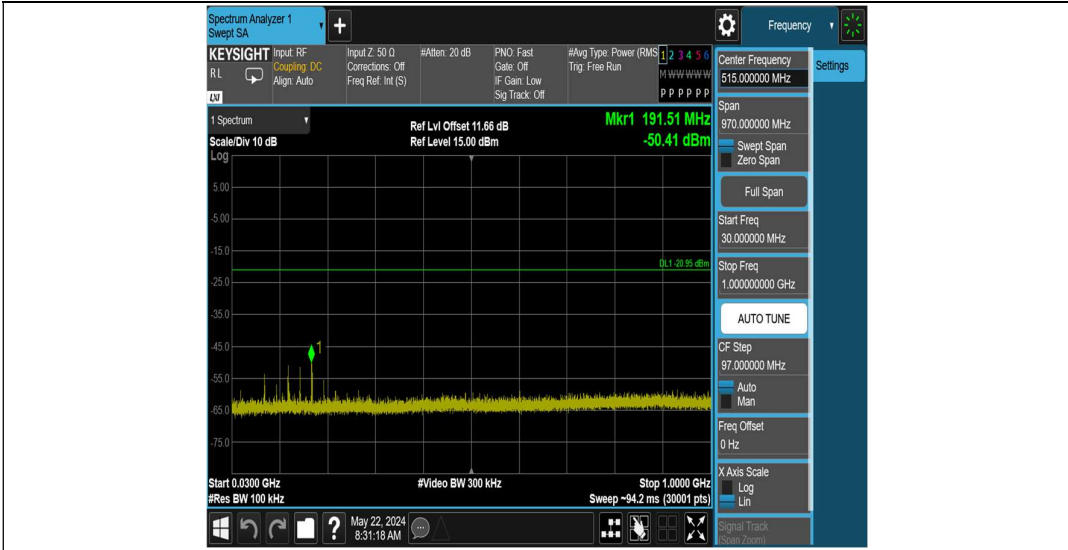 Spectrum Analyzer 1
Swept SA
Frequency
KEYSIGHT
RL
LXI
Input: RF
Coupling: DC
Align: Auto
Input Z: 50 Ω
Corrections: Off
Freq Ref: Int (S)
#Atten: 20 dB
PNO: Fast
Gate: Off
IF Gain: Low
Sig Track: Off
#Avg Type: Power (RMS
Trig: Free Run
1 2 3 4 5 6
M W W W W W
P P P P P P
Center Frequency
515.000000 MHz
Settings
1 Spectrum
Scale/Div 10 dB
Ref Lvl Offset 11.66 dB
Ref Level 15.00 dBm
Mkr1 191.51 MHz
-50.41 dBm
Log
5.00
-5.00
-15.0
-25.0
-35.0
-45.0
-55.0
-65.0
-75.0
DL1 -20.95 dBm
1
Start 0.0300 GHz
#Res BW 100 kHz
#Video BW 300 kHz
Stop 1.0000 GHz
Sweep ~94.2 ms (30001 pts)
Span
970.000000 MHz
Swept Span
Zero Span
Full Span
Start Freq
30.000000 MHz
Stop Freq
1.000000000 GHz
AUTO TUNE
CF Step
97.000000 MHz
Auto
Man
Freq Offset
0 Hz
X Axis Scale
Log
Lin
Signal Track
(Span Zoom)
?
May 22, 2024
8:31:18 AM